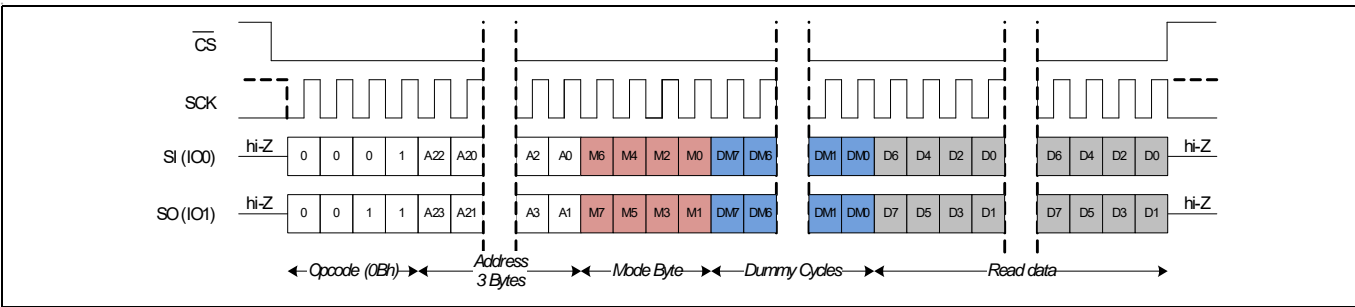 CS
SCK
SI (IO0) hi-Z 0 0 0 1 A22 A20 A2 A0 M6 M4 M2 M0 DM7 DM6 DM1 DM0 D6 D4 D2 D0 D6 D4 D2 D0 hi-Z
SO (IO1) hi-Z 0 0 1 1 A23 A21 A3 A1 M7 M5 M3 M1 DM7 DM6 DM1 DM0 D7 D5 D3 D1 D7 D5 D3 D1 hi-Z
Opcode (0Bh) Address Mode Byte Dummy Cycles Read data
3 Bytes